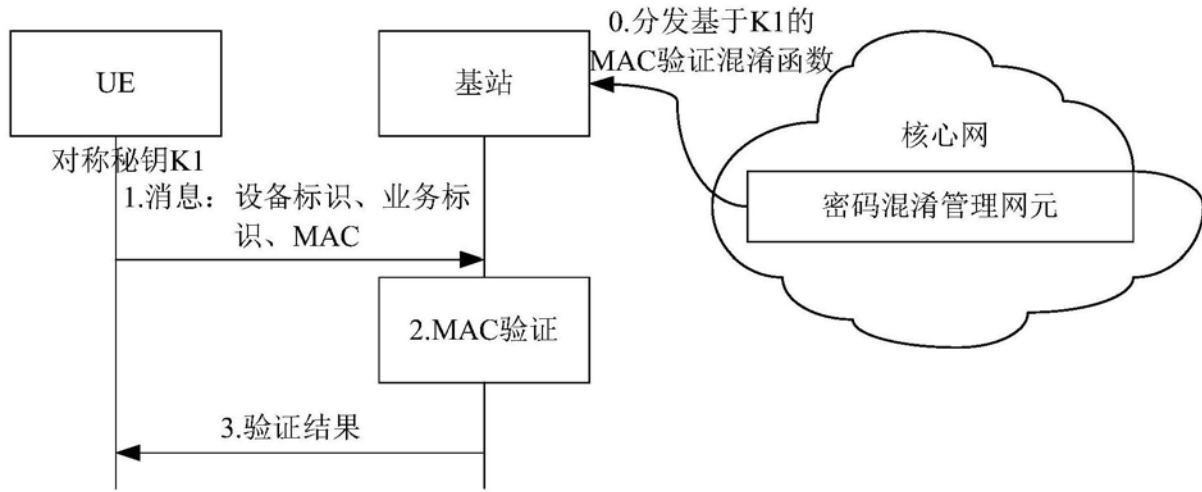 0.分发基于K1的
MAC验证混淆函数
UE
基站
核心网
对称秘钥K1
密码混淆管理网元
1.消息：设备标识、业务标
识、MAC
2.MAC验证
3.验证结果